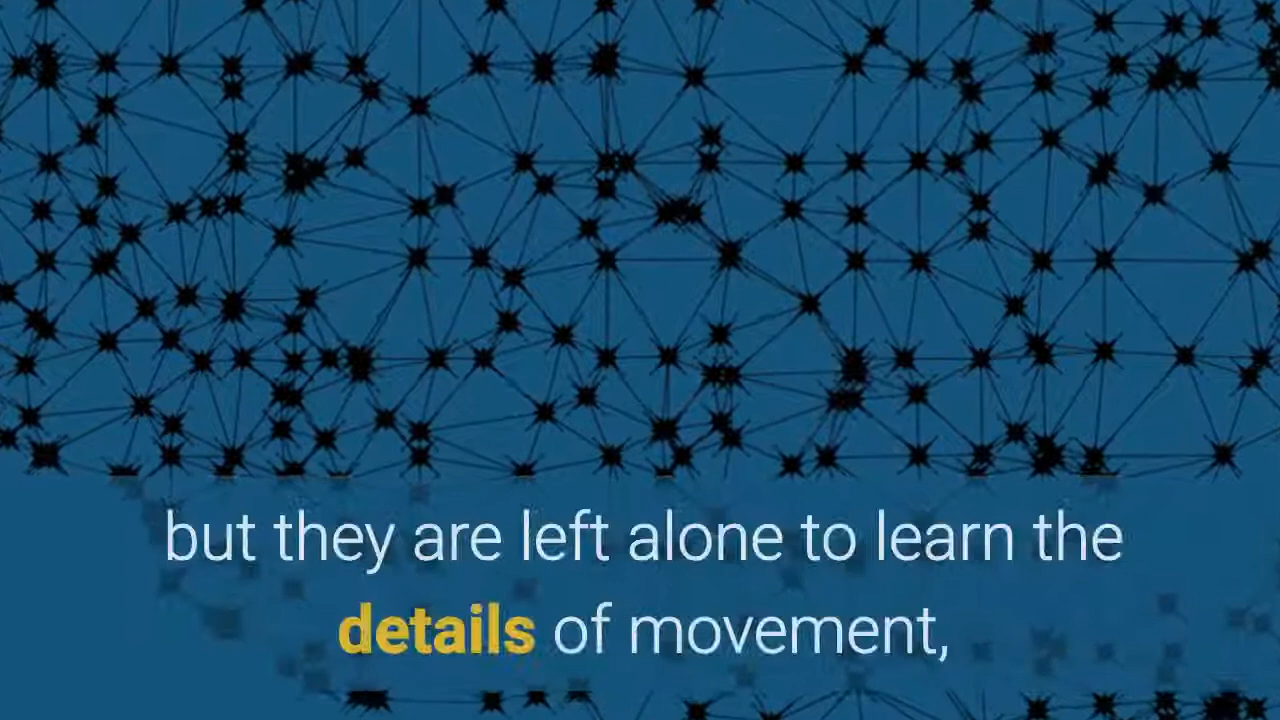 but they are left alone to learn the
details of movement,